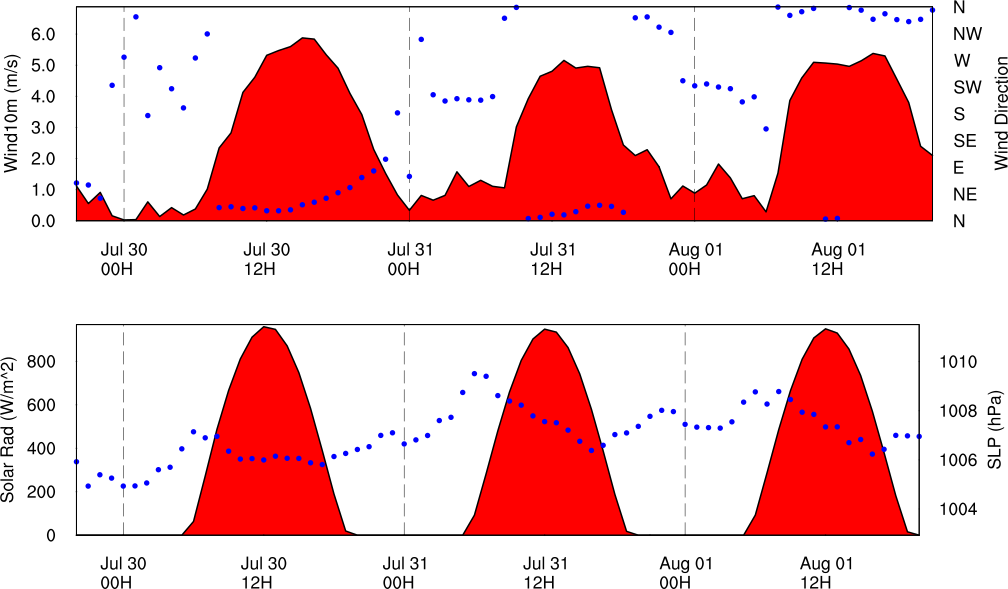 Wind10m (m/s)
6.0
5.0
4.0
3.0
2.0
1.0
0.0
N
NW
W
SW
S
SE
E
NE
N
Wind Direction
Jul 30 Jul 30 Jul 31 Jul 31 Aug 01 Aug 01
00H 12H 00H 12H 00H 12H
Solar Rad (W/m^2)
800
600
400
200
0
1010
1008
1006
1004
SLP (hPa)
Jul 30 Jul 30 Jul 31 Jul 31 Aug 01 Aug 01
00H 12H 00H 12H 00H 12H